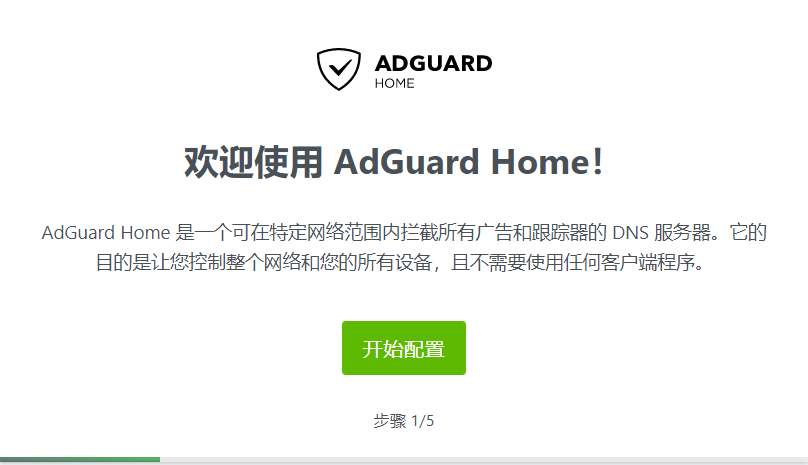 ADGUARD
HOME
欢迎使用 AdGuard Home！
AdGuard Home 是一个可在特定网络范围内拦截所有广告和跟踪器的 DNS 服务器。它的
目的是让您控制整个网络和您的所有设备，且不需要使用任何客户端程序。
开始配置
步骤 1/5